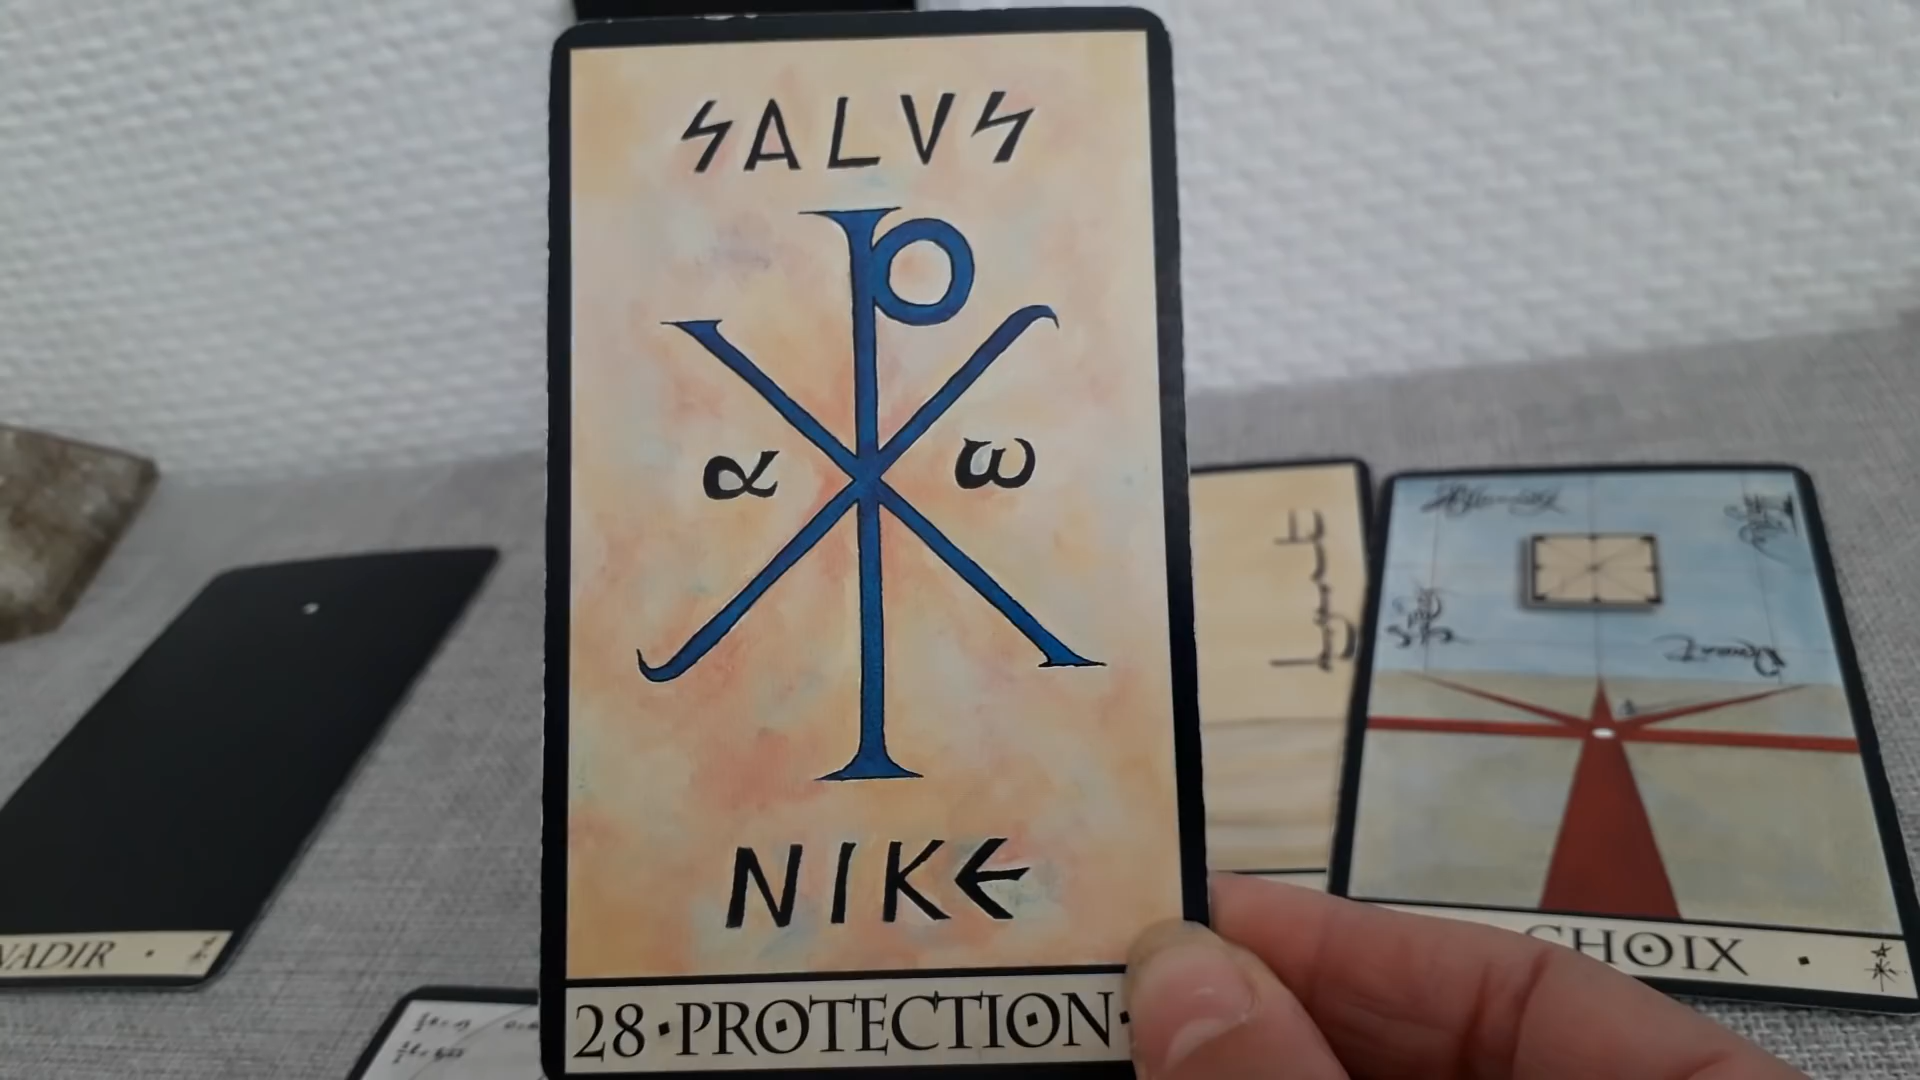 SALVS
α ω
NIKE
28·PROTECTION·
NADIR ·
CHOIX ·